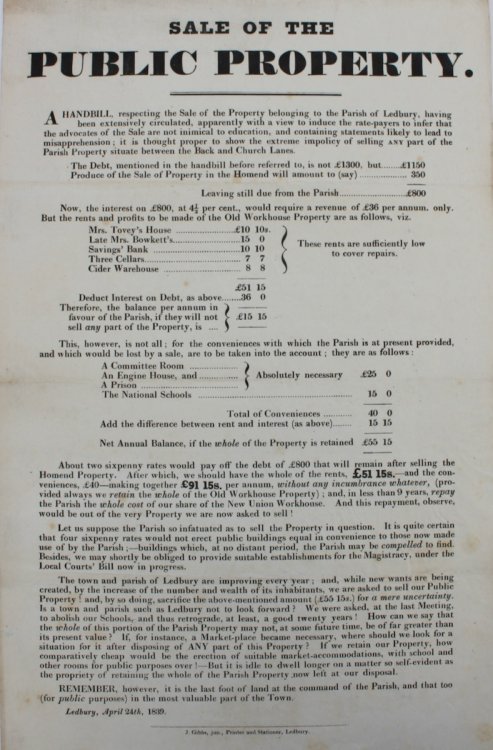 SALE OF THE
PUBLIC PROPERTY.
A HANDBILL, respecting the Sale of the Property belonging to the Parish of Ledbury, having
been extensively circulated, apparently with a view to induce the rate-payers to infer that
the advocates of the Sale are not inimical to education, and containing statements likely to lead to
misapprehension; it is thought proper to show the extreme impolicy of selling ANY part of the
Parish Property situate between the Back and Church Lanes.
The Debt, mentioned in the handbill before referred to, is not £1300, but.......£1150
Produce of the Sale of Property in the Homend will amount to (say)................... 350
Leaving still due from the Parish..................£800
Now, the interest on £800, at 4½ per cent., would require a revenue of £36 per annum. only.
But the rents and profits to be made of the Old Workhouse Property are as follows, viz.
Mrs. Tovey's House ..................£10 10s.
Late Mrs. Bowkett's..................15 0
Savings' Bank ........................10 10
Three Cellars........................... 7 7
Cider Warehouse ..................... 8 8
These rents are sufficiently low
to cover repairs.
£51 15
Deduct Interest on Debt, as above.......36 0
Therefore, the balance per annum in
favour of the Parish, if they will not
sell any part of the Property, is ....
£15 15
This, however, is not all; for the conveniences with which the Parish is at present provided,
and which would be lost by a sale, are to be taken into the account; they are as follows:
A Committee Room ...............
An Engine House, and ............
A Prison ...........................
Absolutely necessary £25 0
The National Schools ........................................... 15 0
Total of Conveniences ......... 40 0
Add the difference between rent and interest (as above)....... 15 15
Net Annual Balance, if the whole of the Property is retained £55 15
About two sixpenny rates would pay off the debt of £800 that will remain after selling the
Homend Property. After which, we should have the whole of the rents, £51 15s.—and the con-
veniences, £40—making together £91 15s. per annum, without any incumbrance whatever, (pro-
vided always we retain the whole of the Old Workhouse Property); and, in less than 9 years, repay
the Parish the whole cost of our share of the New Union Workhouse. And this repayment, observe,
would be out of the very Property we are now asked to sell!
Let us suppose the Parish so infatuated as to sell the Property in question. It is quite certain
that four sixpenny rates would not erect public buildings equal in convenience to those now made
use of by the Parish;—buildings which, at no distant period, the Parish may be compelled to find.
Besides, we may shortly be obliged to provide suitable establishments for the Magistracy, under the
Local Courts' Bill now in progress.
The town and parish of Ledbury are improving every year; and, while new wants are being
created, by the increase of the number and wealth of its inhabitants, we are asked to sell our Public
Property! and, by so doing, sacrifice the above-mentioned amount (£55 15s.) for a mere uncertainty.
Is a town and parish such as Ledbury not to look forward? We were asked, at the last Meeting,
to abolish our Schools, and thus retrograde, at least, a good twenty years! How can we say that
the whole of this portion of the Parish Property may not, at some future time, be of far greater than
its present value? If, for instance, a Market-place became necessary, where should we look for a
situation for it after disposing of ANY part of this Property? If we retain our Property, how
comparatively cheap would be the erection of suitable market-accommodations, with school and
other rooms for public purposes over!—But it is idle to dwell longer on a matter so self-evident as
the propriety of retaining the whole of the Parish Property now left at our disposal.
REMEMBER, however, it is the last foot of land at the command of the Parish, and that too
(for public purposes) in the most valuable part of the Town.
Ledbury, April 24th, 1839.
J. Gibbs, jun., Printer and Stationer, Ledbury.